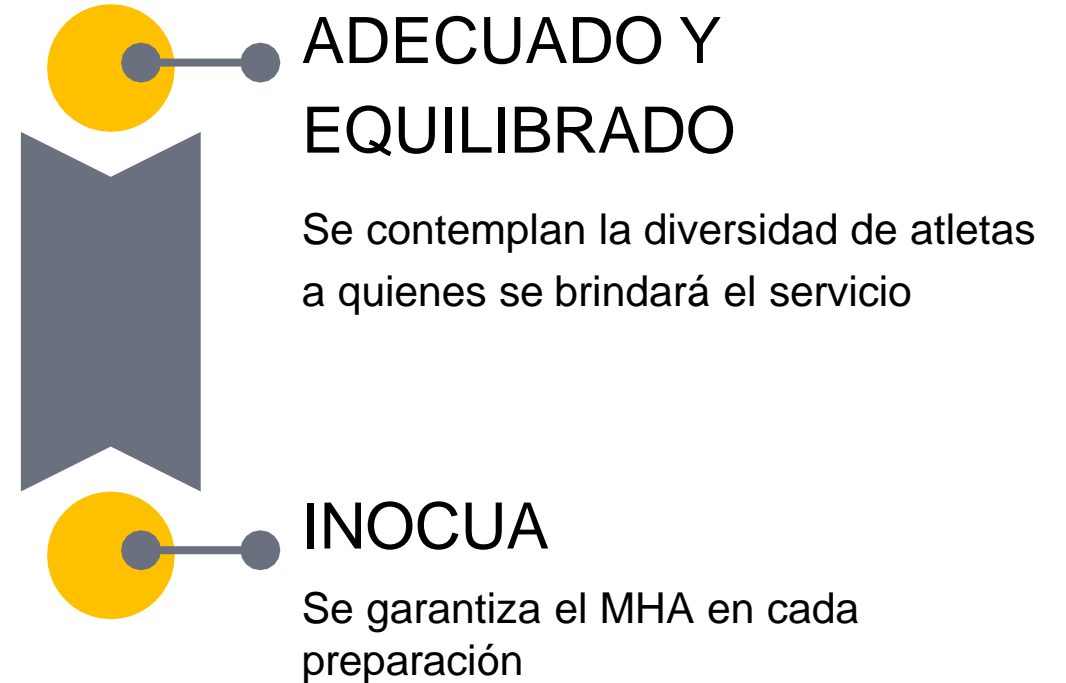 ADECUADO Y
EQUILIBRADO
Se contemplan la diversidad de atletas
a quienes se brindará el servicio
INOCUA
Se garantiza el MHA en cada
preparación